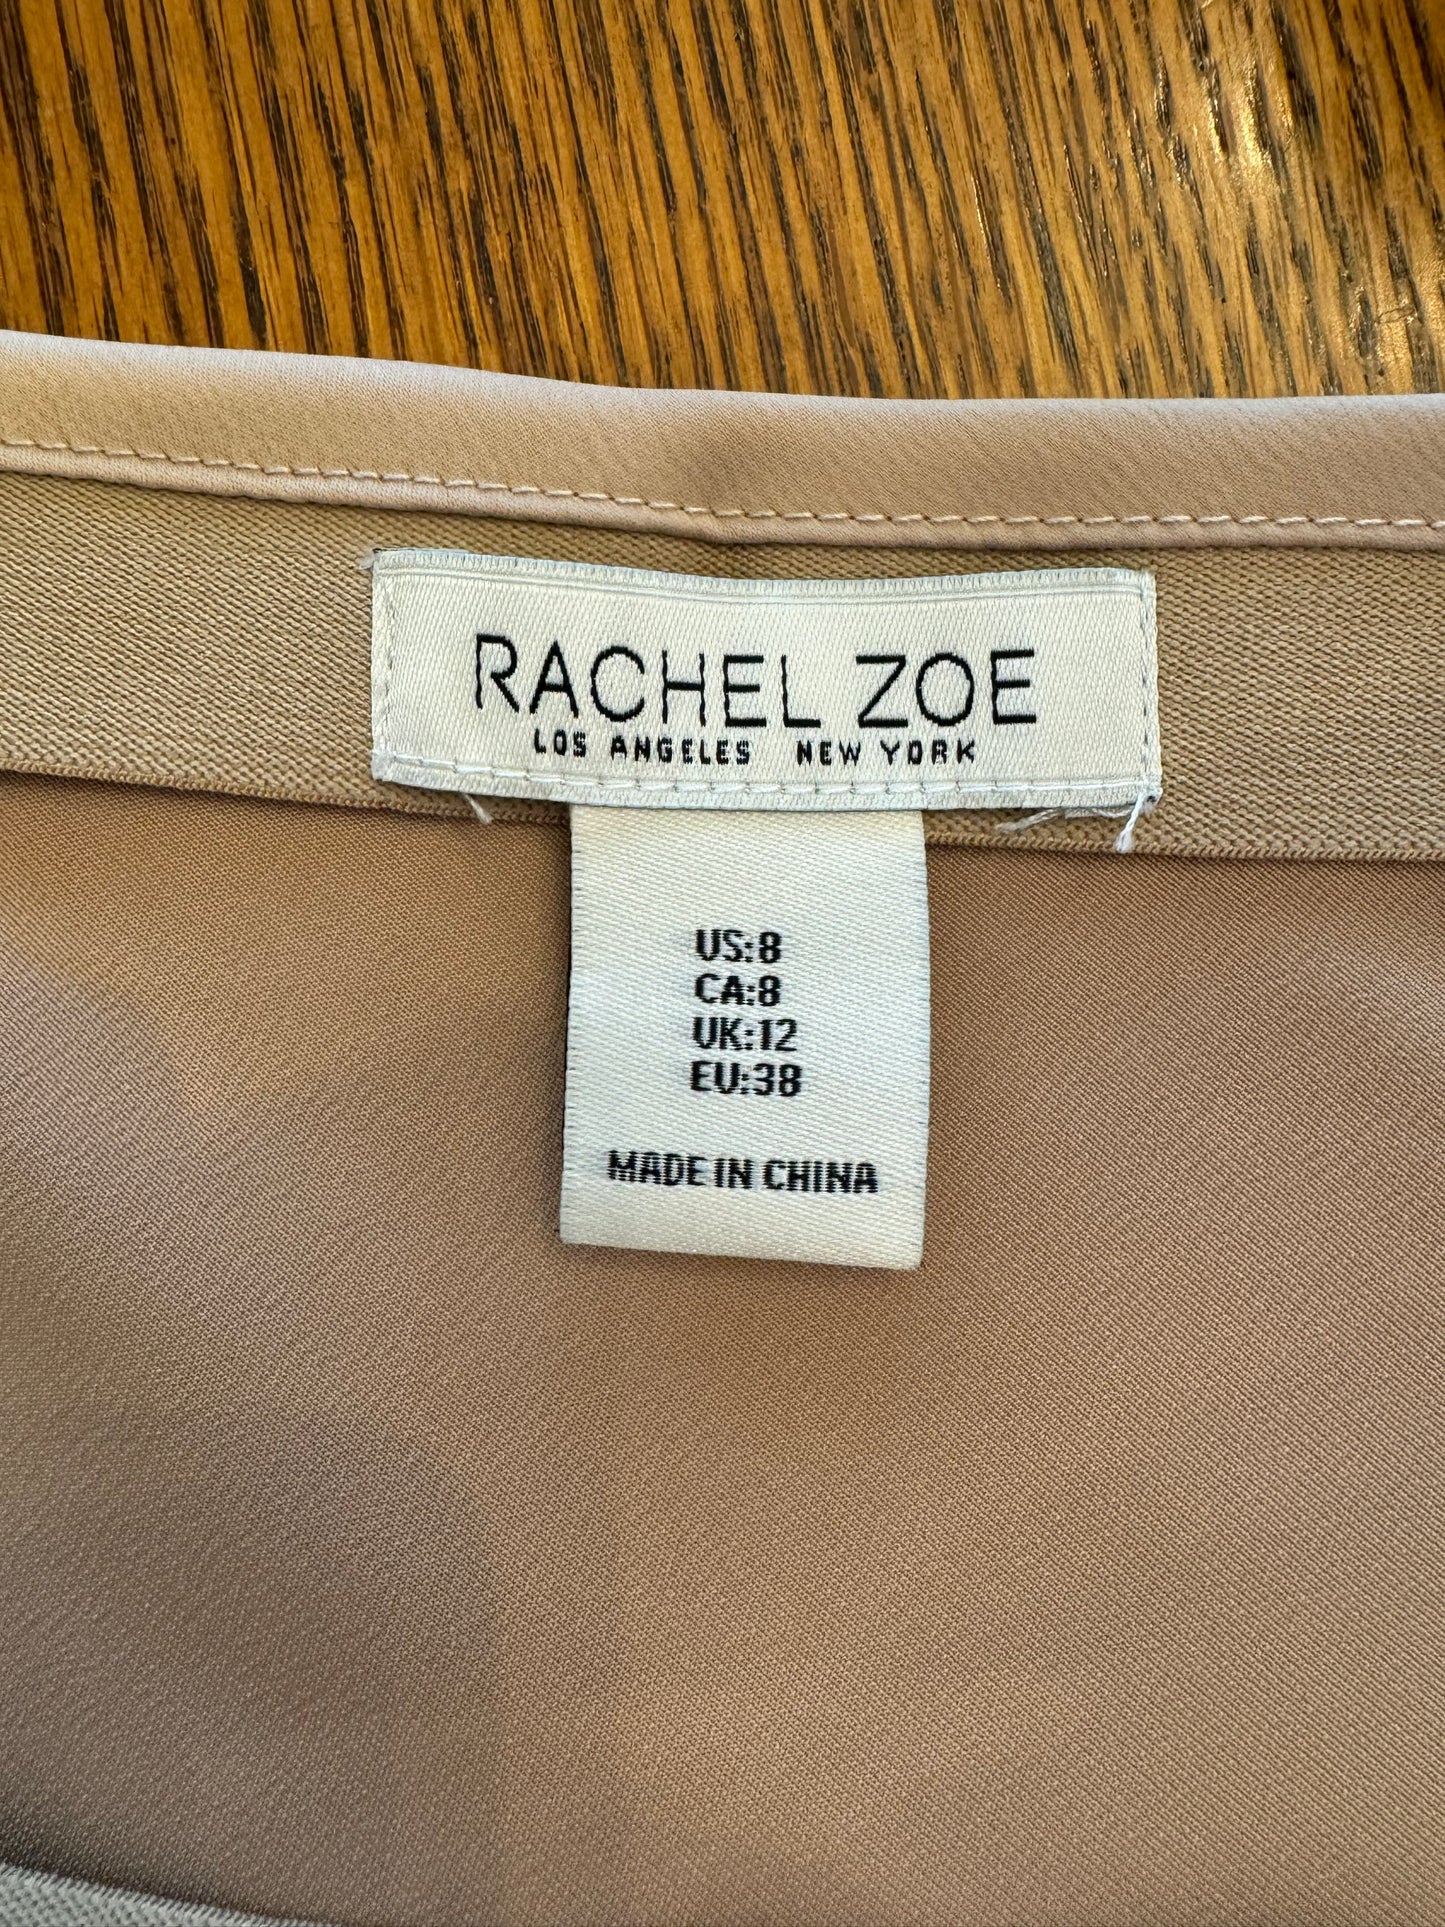 RACHEL ZOE
LOS ANGELES NEW YORK
US:8
CA:8
UK:12
EU:38
MADE IN CHINA